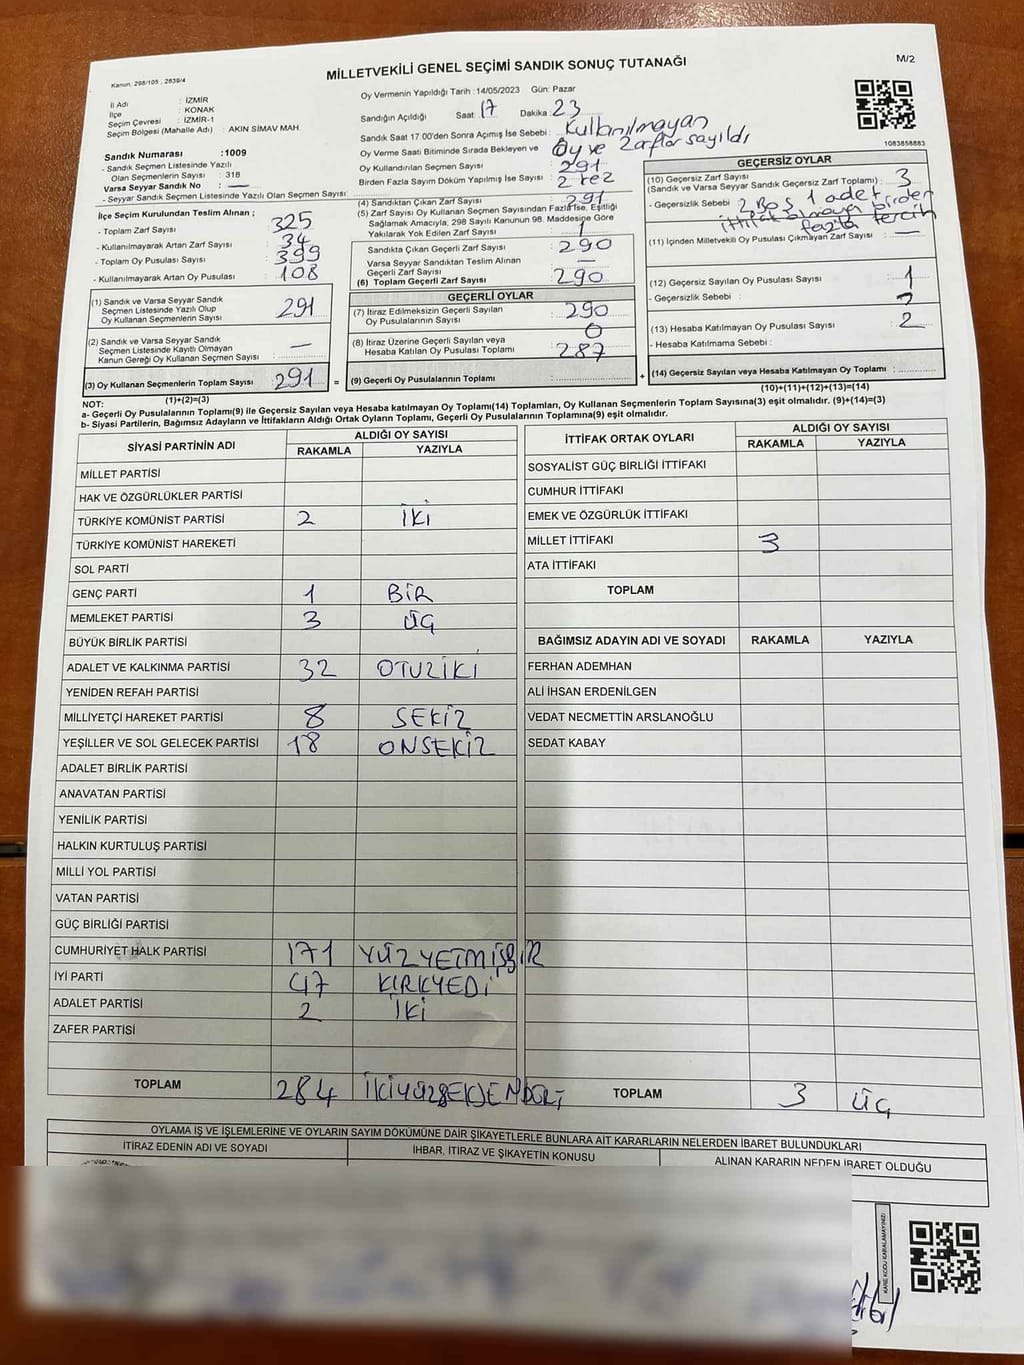 MİLLETVEKİLİ GENEL SEÇİMİ SANDIK SONUÇ TUTANAĞI
M/2
Kanun: 298/105 , 2839/4
İl Adı : İZMİR
İlçe : KONAK
Seçim Çevresi : İZMİR-1
Seçim Bölgesi (Mahalle Adı) : AKIN SİMAV MAH
Sandık Numarası :1009
- Sandık Seçmen Listesinde Yazılı
Olan Seçmenlerin Sayısı : 318
Varsa Seyyar Sandık No : —
- Seyyar Sandık Seçmen Listesinde Yazılı Olan Seçmen Sayısı:
İlçe Seçim Kurulundan Teslim Alınan ;
- Toplam Zarf Sayısı : 325
- Kullanılmayarak Artan Zarf Sayısı : 34
- Toplam Oy Pusulası Sayısı : 399
- Kullanılmayarak Artan Oy Pusulası : 108
(1) Sandık ve Varsa Seyyar Sandık
Seçmen Listesinde Yazılı Olup
Oy Kullanan Seçmenlerin Sayısı : 291
(2) Sandık ve Varsa Seyyar Sandık
Seçmen Listesinde Kayıtlı Olmayan
Kanun Gereği Oy Kullanan Seçmen Sayısı : —
(3) Oy Kullanan Seçmenlerin Toplam Sayısı : 291
(1)+(2)=(3)
Oy Vermenin Yapıldığı Tarih : 14/05/2023 Gün: Pazar
Sandığın Açıldığı Saat : 17 Dakika : 23
Sandık Saat 17.00'den Sonra Açımış İse Sebebi : Kullanılmayan
Oy ve Zarflar sayıldı
Oy Verme Saati Bitiminde Sırada Bekleyen ve
Oy Kullandırılan Seçmen Sayısı : 291
Birden Fazla Sayım Döküm Yapılmış İse Sayısı : 2 kez
(4) Sandıktan Çıkan Zarf Sayısı : 291
(5) Zarf Sayısı Oy Kullanan Seçmen Sayısından Fazla İse, Eşitliği
Sağlamak Amacıyla; 298 Sayılı Kanunun 98. Maddesine Göre
Yakılarak Yok Edilen Zarf Sayısı : 1
Sandıkta Çıkan Geçerli Zarf Sayısı : 290
Varsa Seyyar Sandıktan Teslim Alınan
Geçerli Zarf Sayısı : —
(6) Toplam Geçerli Zarf Sayısı : 290
GEÇERLİ OYLAR
(7) İtiraz Edilmeksizin Geçerli Sayılan
Oy Pusulalarının Sayısı : 290
(8) İtiraz Üzerine Geçerli Sayılan veya
Hesaba Katılan Oy Pusulası Toplamı : 0
287
(9) Geçerli Oy Pusulalarının Toplamı :
1083858883
GEÇERSİZ OYLAR
(10) Geçersiz Zarf Sayısı
(Sandık ve Varsa Seyyar Sandık Geçersiz Zarf Toplamı) : 3
- Geçersizlik Sebebi : 2 Boş 1 adet
ittifak olmayan birden
fazla tercih
(11) İçinden Milletvekili Oy Pusulası Çıkmayan Zarf Sayısı : —
(12) Geçersiz Sayılan Oy Pusulası Sayısı : 1
- Geçersizlik Sebebi :
(13) Hesaba Katılmayan Oy Pusulası Sayısı : 2
- Hesaba Katılmama Sebebi :
(14) Geçersiz Sayılan veya Hesaba Katılmayan Oy Toplamı :
(10)+(11)+(12)+(13)=(14)
NOT:
a- Geçerli Oy Pusulalarının Toplamı(9) ile Geçersiz Sayılan veya Hesaba katılmayan Oy Toplamı(14) Toplamları, Oy Kullanan Seçmenlerin Toplam Sayısına(3) eşit olmalıdır. (9)+(14)=(3)
b- Siyasi Partilerin, Bağımsız Adayların ve İttifakların Aldığı Ortak Oyların Toplamı, Geçerli Oy Pusulalarının Toplamına(9) eşit olmalıdır.
SİYASİ PARTİNİN ADI ALDIĞI OY SAYISI
RAKAMLA YAZIYLA
MİLLET PARTİSİ
HAK VE ÖZGÜRLÜKLER PARTİSİ
TÜRKİYE KOMÜNİST PARTİSİ 2 İKİ
TÜRKİYE KOMÜNİST HAREKETİ
SOL PARTİ
GENÇ PARTİ 1 BİR
MEMLEKET PARTİSİ 3 ÜÇ
BÜYÜK BİRLİK PARTİSİ
ADALET VE KALKINMA PARTİSİ 32 OTUZİKİ
YENİDEN REFAH PARTİSİ
MİLLİYETÇİ HAREKET PARTİSİ 8 SEKİZ
YEŞİLLER VE SOL GELECEK PARTİSİ 18 ONSEKİZ
ADALET BİRLİK PARTİSİ
ANAVATAN PARTİSİ
YENİLİK PARTİSİ
HALKIN KURTULUŞ PARTİSİ
MİLLİ YOL PARTİSİ
VATAN PARTİSİ
GÜÇ BİRLİĞİ PARTİSİ
CUMHURİYET HALK PARTİSİ 171 YÜZYETMİŞBİR
İYİ PARTİ 47 KIRKYEDİ
ADALET PARTİSİ 2 İKİ
ZAFER PARTİSİ
TOPLAM 284 İKİYÜZSEKSENDÖRT
İTTİFAK ORTAK OYLARI ALDIĞI OY SAYISI
RAKAMLA YAZIYLA
SOSYALİST GÜÇ BİRLİĞİ İTTİFAKI
CUMHUR İTTİFAKI
EMEK VE ÖZGÜRLÜK İTTİFAKI
MİLLET İTTİFAKI 3
ATA İTTİFAKI
TOPLAM
BAĞIMSIZ ADAYIN ADI VE SOYADI RAKAMLA YAZIYLA
FERHAN ADEMHAN
ALİ İHSAN ERDENİLGEN
VEDAT NECMETTİN ARSLANOĞLU
SEDAT KABAY
TOPLAM 3 ÜÇ
OYLAMA İŞ VE İŞLEMLERİNE VE OYLARIN SAYIM DÖKÜMÜNE DAİR ŞİKAYETLERLE BUNLARA AİT KARARLARIN NELERDEN İBARET BULUNDUKLARI
İTİRAZ EDENİN ADI VE SOYADI İHBAR, İTİRAZ VE ŞİKAYETİN KONUSU ALINAN KARARIN NEDEN İBARET OLDUĞU
KARE KODU KARALAMAYINIZ!